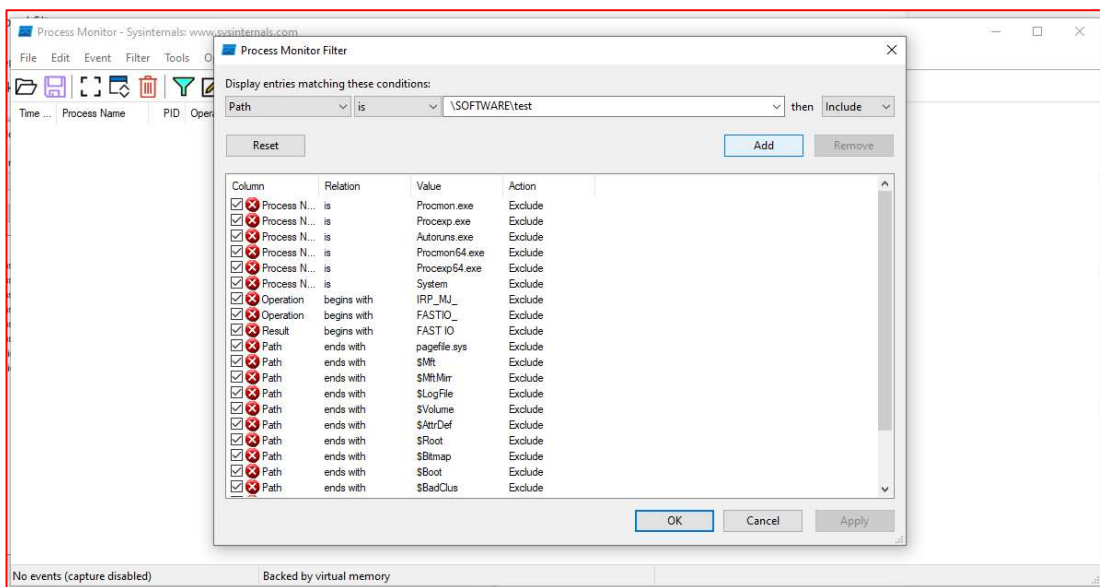 Process Monitor - Sysinternals: www.sysinternals.com
File Edit Event Filter Tools O
Time ... Process Name PID Oper
Process Monitor Filter
Display entries matching these conditions:
Path is \SOFTWARE\test then Include
Reset Add Remove
Column Relation Value Action
Process N... is Procmon.exe Exclude
Process N... is Procexp.exe Exclude
Process N... is Autoruns.exe Exclude
Process N... is Procmon64.exe Exclude
Process N... is Procexp64.exe Exclude
Process N... is System Exclude
Operation begins with IRP_MJ_ Exclude
Operation begins with FASTIO_ Exclude
Result begins with FAST IO Exclude
Path ends with pagefile.sys Exclude
Path ends with $Mft Exclude
Path ends with $MftMirr Exclude
Path ends with $LogFile Exclude
Path ends with $Volume Exclude
Path ends with $AttrDef Exclude
Path ends with $Root Exclude
Path ends with $Bitmap Exclude
Path ends with $Boot Exclude
Path ends with $BadClus Exclude
OK Cancel Apply
No events (capture disabled) Backed by virtual memory